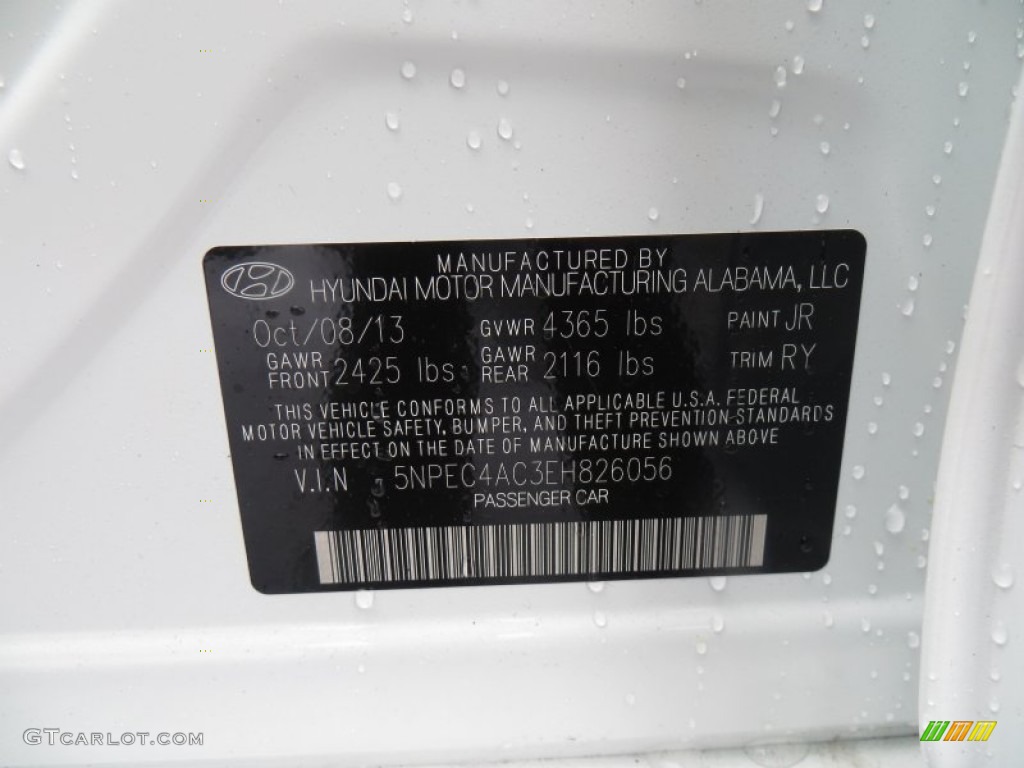 MANUFACTURED BY
HYUNDAI MOTOR MANUFACTURING ALABAMA, LLC
Oct/08/13 GVWR 4365 lbs PAINT JR
GAWR FRONT 2425 lbs GAWR REAR 2116 lbs TRIM RY
THIS VEHICLE CONFORMS TO ALL APPLICABLE U.S.A. FEDERAL
MOTOR VEHICLE SAFETY, BUMPER, AND THEFT PREVENTION STANDARDS
IN EFFECT ON THE DATE OF MANUFACTURE SHOWN ABOVE
V.I.N 5NPEC4AC3EH826056
PASSENGER CAR
GTCARLOT.COM